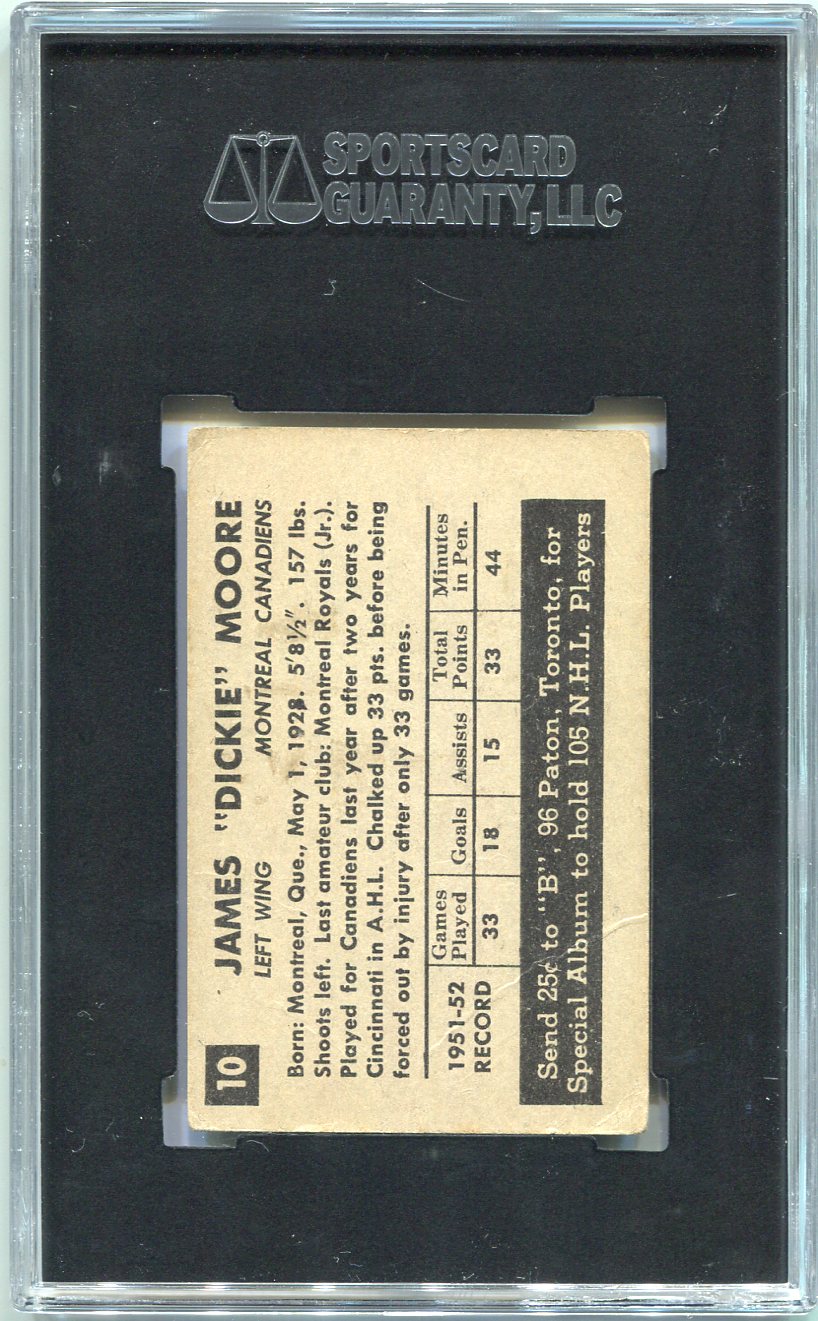 SPORTSCARD
GUARANTY, LLC
10
JAMES "DICKIE" MOORE
LEFT WING MONTREAL CANADIENS
Born: Montreal, Que., May 1, 1928. 5'8½". 157 lbs.
Shoots left. Last amateur club: Montreal Royals (Jr.).
Played for Canadiens last year after two years for
Cincinnati in A.H.L. Chalked up 33 pts. before being
forced out by injury after only 33 games.
1951-52 RECORD
Games Played Goals Assists Total Points Minutes in Pen.
33 18 15 33 44
Send 25¢ to "B", 96 Paton, Toronto, for
Special Album to hold 105 N.H.L. Players